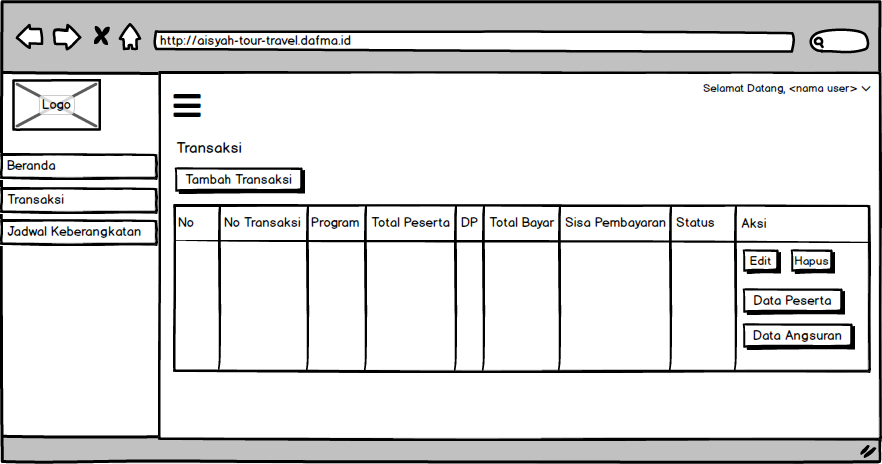 http://aisyah-tour-travel.dafma.id
Logo
Selamat Datang, <nama user>
Beranda
Transaksi
Jadwal Keberangkatan
Transaksi
Tambah Transaksi
No No Transaksi Program Total Peserta DP Total Bayar Sisa Pembayaran Status Aksi
Edit Hapus
Data Peserta
Data Angsuran